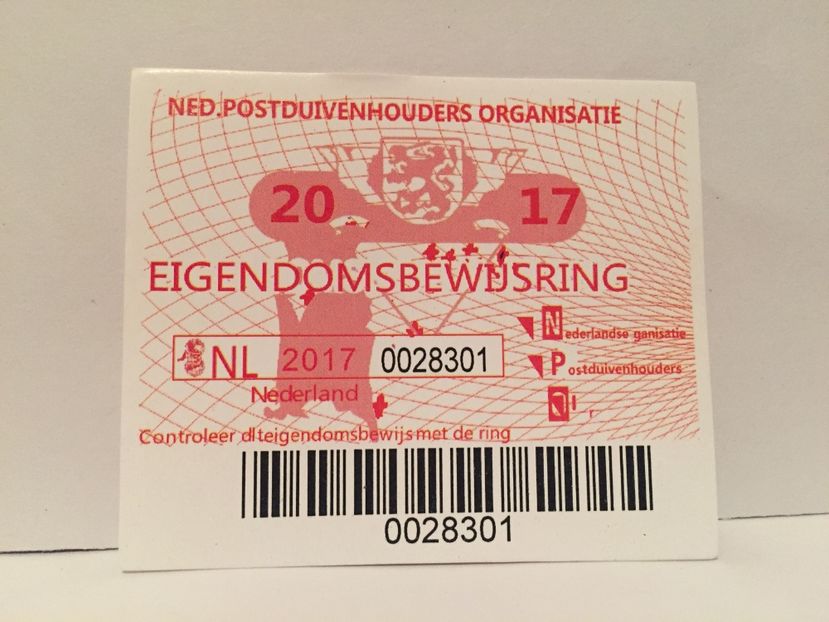 NED.POSTDUIVENHOUDERS ORGANISATIE
20 17
EIGENDOMSBEWIJSRING
NL 2017 0028301
Nederland
Nederlandse ganisatie
Postduivenhouders
Controleer dIteigendomsbewijs met de ring
0028301